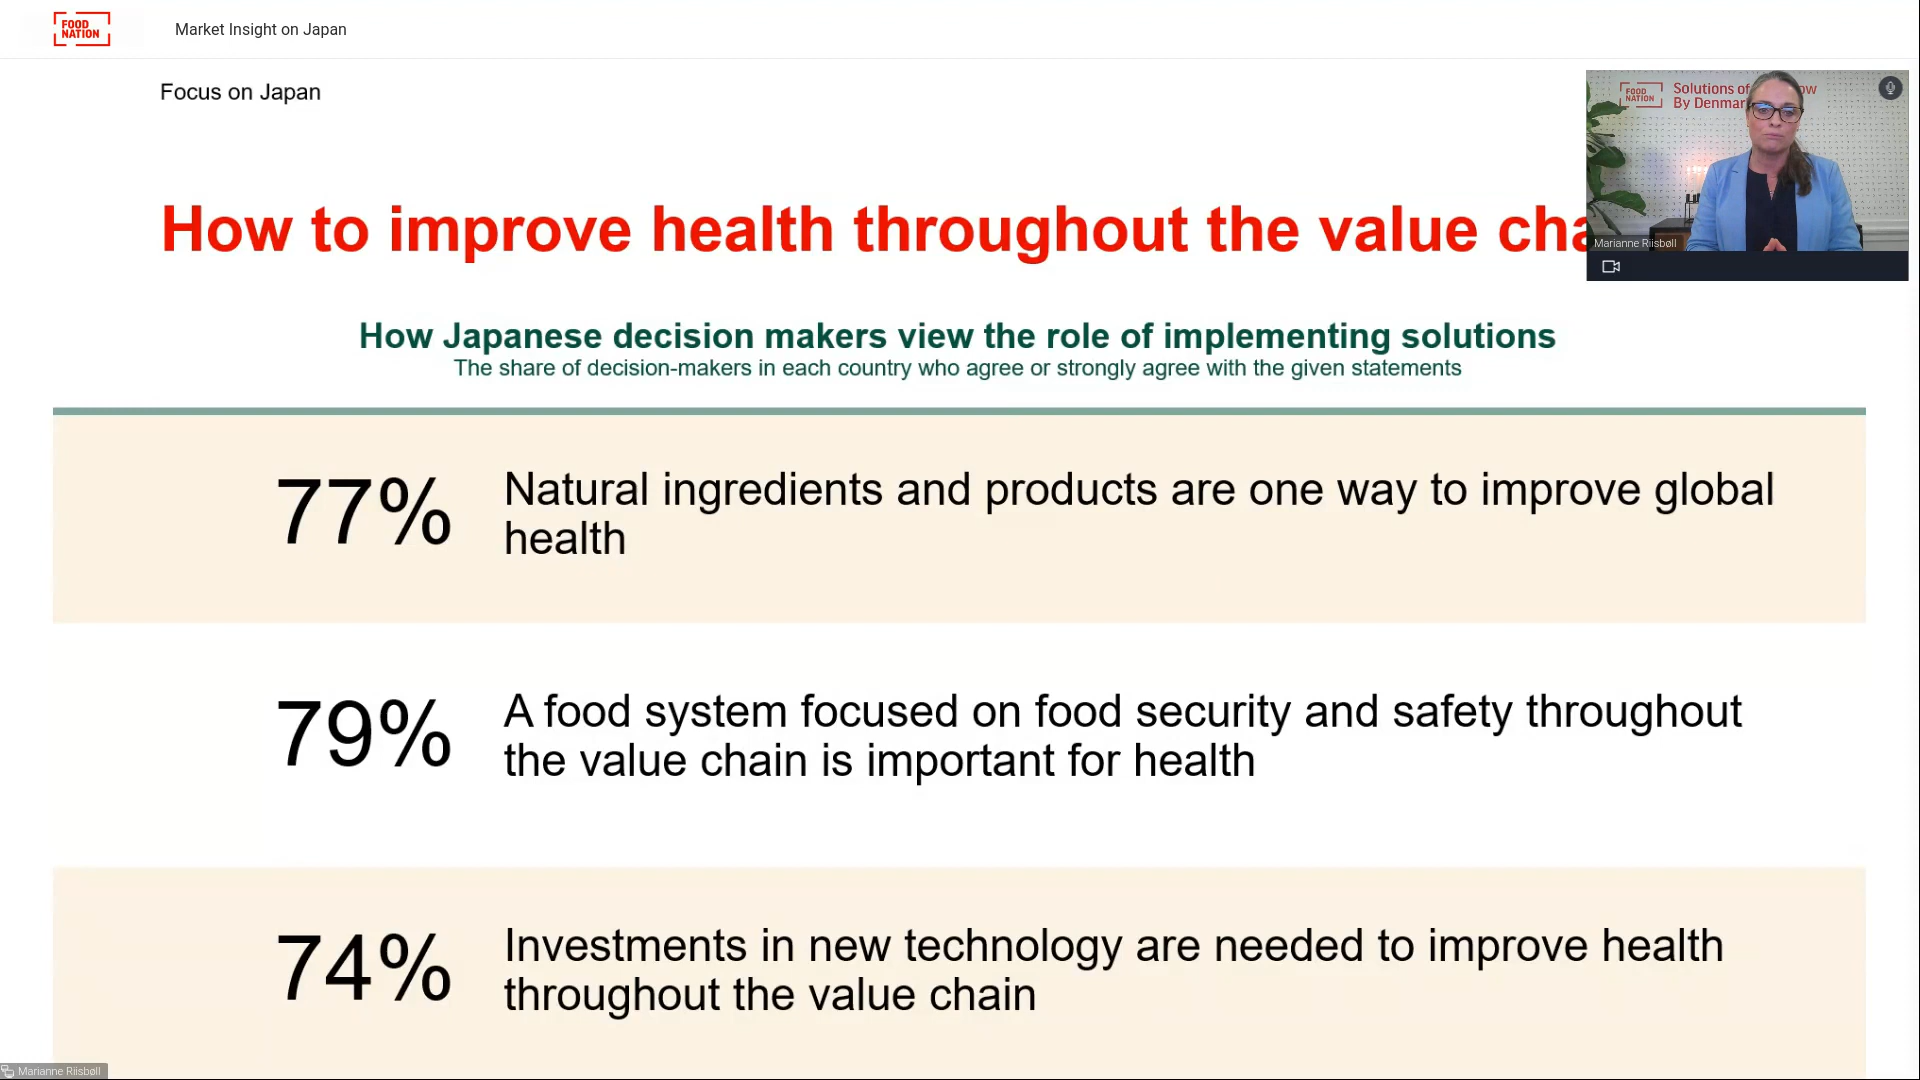 FOOD
NATION
Market Insight on Japan
Focus on Japan
FOOD
NATION
Solutions of
ow
By Denmar
Marianne Riisbøll
How to improve health throughout the value cha
How Japanese decision makers view the role of implementing solutions
The share of decision-makers in each country who agree or strongly agree with the given statements
77%
Natural ingredients and products are one way to improve global
health
79%
A food system focused on food security and safety throughout
the value chain is important for health
74%
Investments in new technology are needed to improve health
throughout the value chain
Marianne Riisbøll